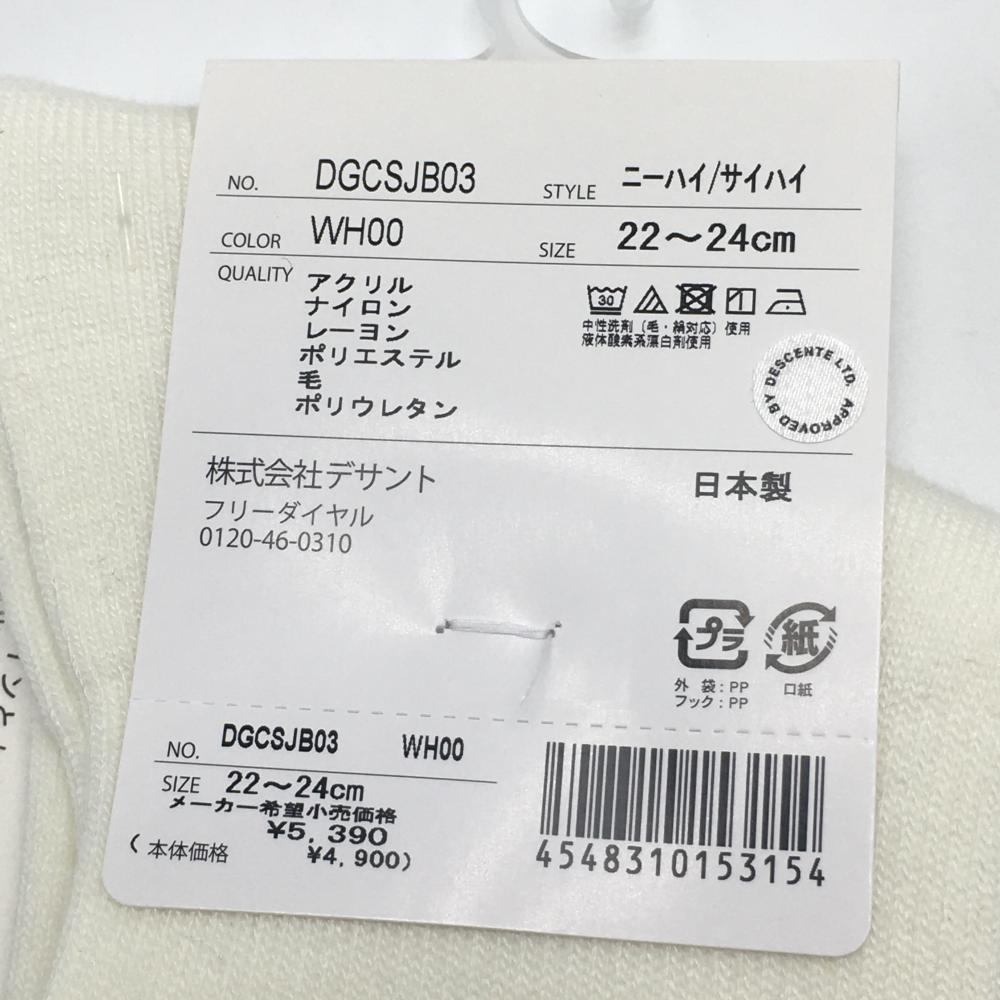 NO. DGCSJB03 STYLE ニーハイ/サイハイ
COLOR WH00 SIZE 22〜24cm
QUALITY アクリル
ナイロン
レーヨン
ポリエステル
毛
ポリウレタン
30
中性洗剤（毛・絹対応）使用
液体酸素系漂白剤使用
APPROVED BY DESCENTE LTD.
株式会社デサント
フリーダイヤル
0120-46-0310
日本製
プラ 紙
外 袋：PP 口紙
フック：PP
NO. DGCSJB03 WH00
SIZE 22〜24cm
メーカー希望小売価格
¥5,390
（本体価格 ¥4,900）
4548310153154